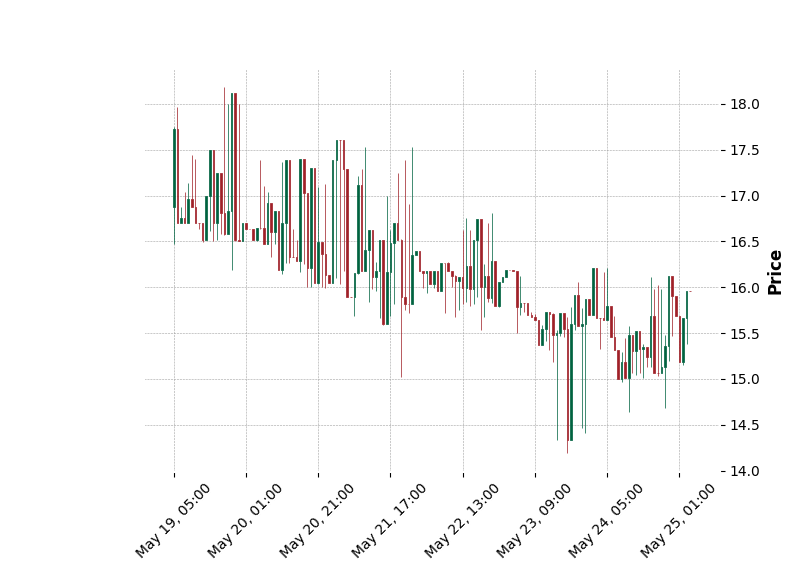 18.0
17.5
17.0
16.5
16.0
15.5
15.0
14.5
14.0
Price
May 19, 05:00
May 20, 01:00
May 20, 21:00
May 21, 17:00
May 22, 13:00
May 23, 09:00
May 24, 05:00
May 25, 01:00